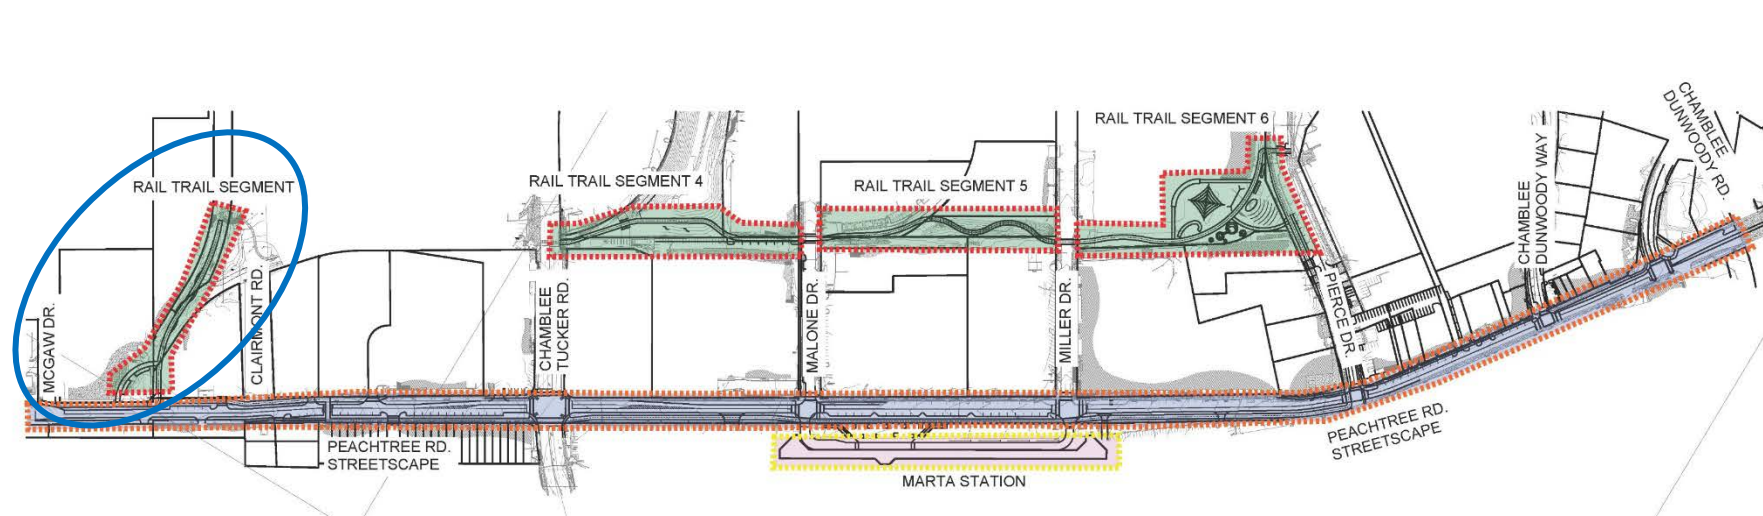 CHAMBLEE
DUNWOODY RD.
RAIL TRAIL SEGMENT 6
RAIL TRAIL SEGMENT
RAIL TRAIL SEGMENT 4
RAIL TRAIL SEGMENT 5
MCGAW DR.
CLAIRMONT RD.
CHAMBLEE
TUCKER RD.
MALONE DR.
MILLER DR.
PIERCE DR.
CHAMBLEE
DUNWOODY WAY
PEACHTREE RD.
STREETSCAPE
PEACHTREE RD.
STREETSCAPE
MARTA STATION